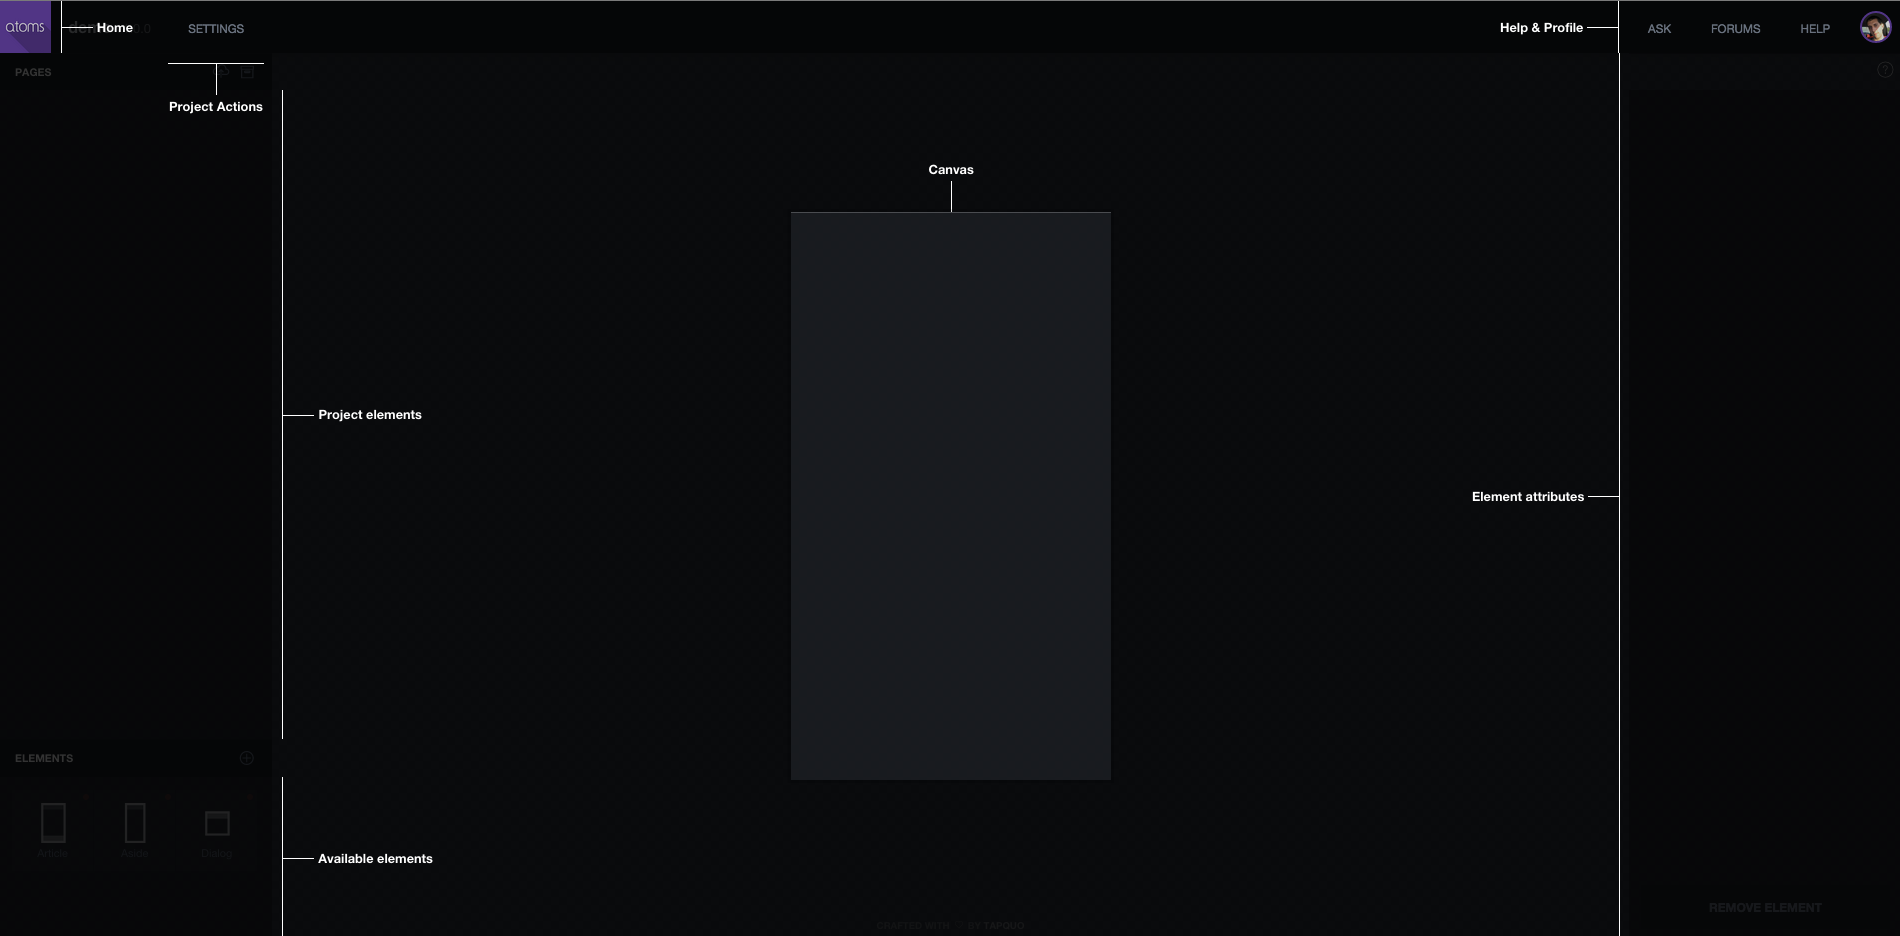 atoms
Home
SETTINGS
Help & Profile
ASK
FORUMS
HELP
PAGES
Project Actions
Canvas
Project elements
Element attributes
ELEMENTS
Article
Aside
Dialog
Available elements
REMOVE ELEMENT
CRAFTED WITH BY TAPQUO